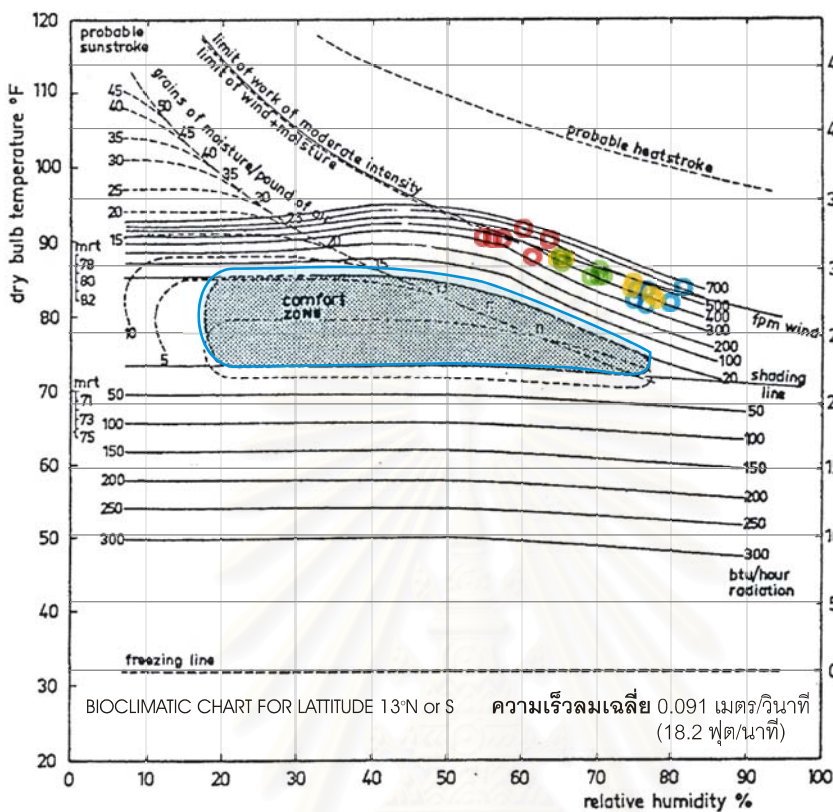 120
110
100
90
80
70
60
50
40
30
20
dry bulb temperature °F
probable
sunstroke
limit of work of moderate intensity
limit of wind + moisture
grains of moisture/pound of air
probable heatstroke
45
40
35
30
25
20
15
50
45
40
35
30
23
20
15
10
5
mrt
78
80
82
comfort
ZONE
700
500
400
300
200
100
20
fpm wind
shading
line
mrt
71
73
75
50
100
150
200
250
300
50
100
150
200
250
300
btu/hour
radiation
freezing line
BIOCLIMATIC CHART FOR LATTITUDE 13°N or S
ความเร็วลมเฉลี่ย 0.091 เมตร/วินาที
(18.2 ฟุต/นาที)
0 10 20 30 40 50 60 70 80 90 100
relative humidity %